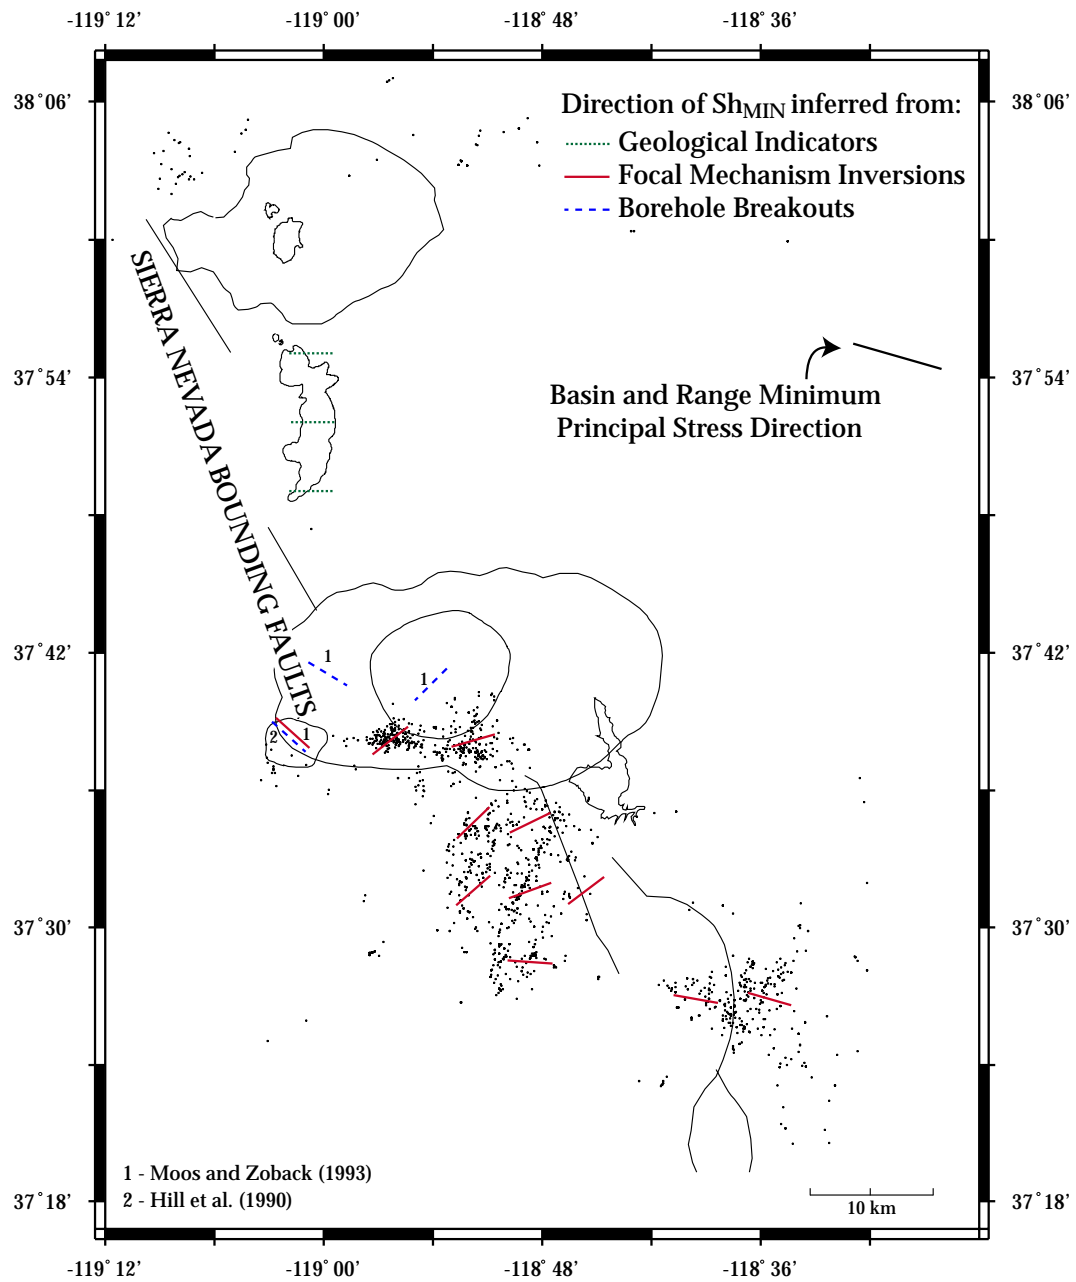 -119°12' -119°00' -118°48' -118°36'
38°06' 38°06'
Direction of ShMIN inferred from:
Geological Indicators
Focal Mechanism Inversions
Borehole Breakouts
SIERRA NEVADA BOUNDING FAULTS
37°54' 37°54'
Basin and Range Minimum
Principal Stress Direction
37°42' 37°42'
1
1
2 1
37°30' 37°30'
1 - Moos and Zoback (1993)
2 - Hill et al. (1990)
37°18' 37°18'
10 km
-119°12' -119°00' -118°48' -118°36'